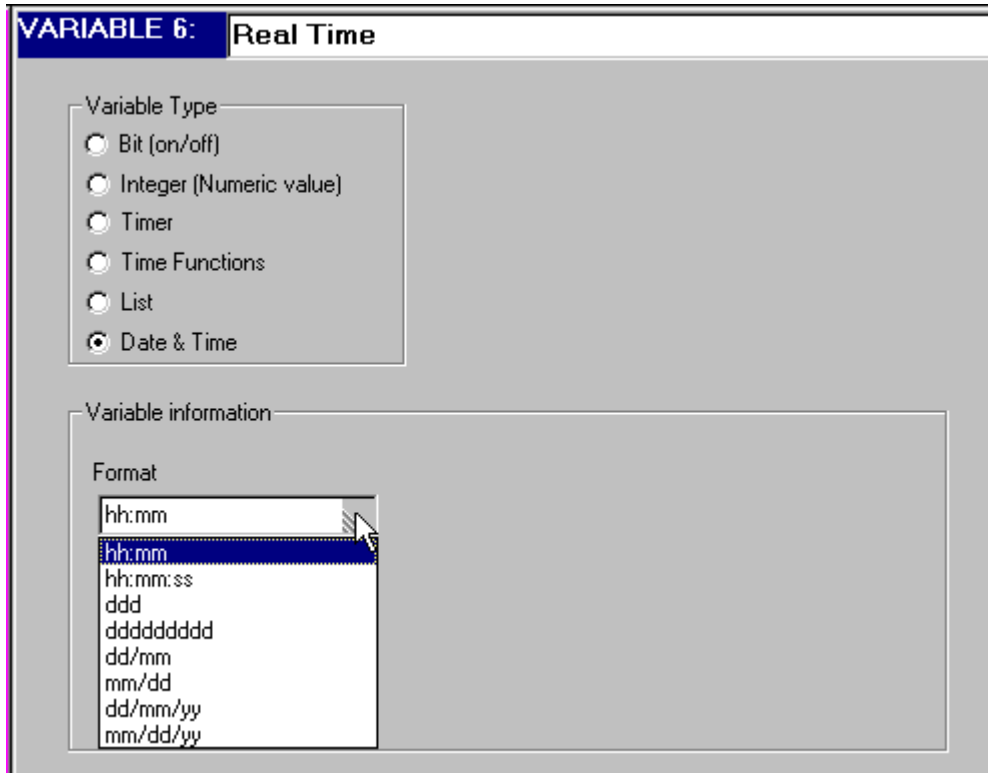 VARIABLE 6: Real Time
Variable Type
Bit (on/off)
Integer (Numeric value)
Timer
Time Functions
List
Date & Time
Variable information
Format
hh:mm
hh:mm
hh:mm:ss
ddd
ddddddddd
dd/mm
mm/dd
dd/mm/yy
mm/dd/yy